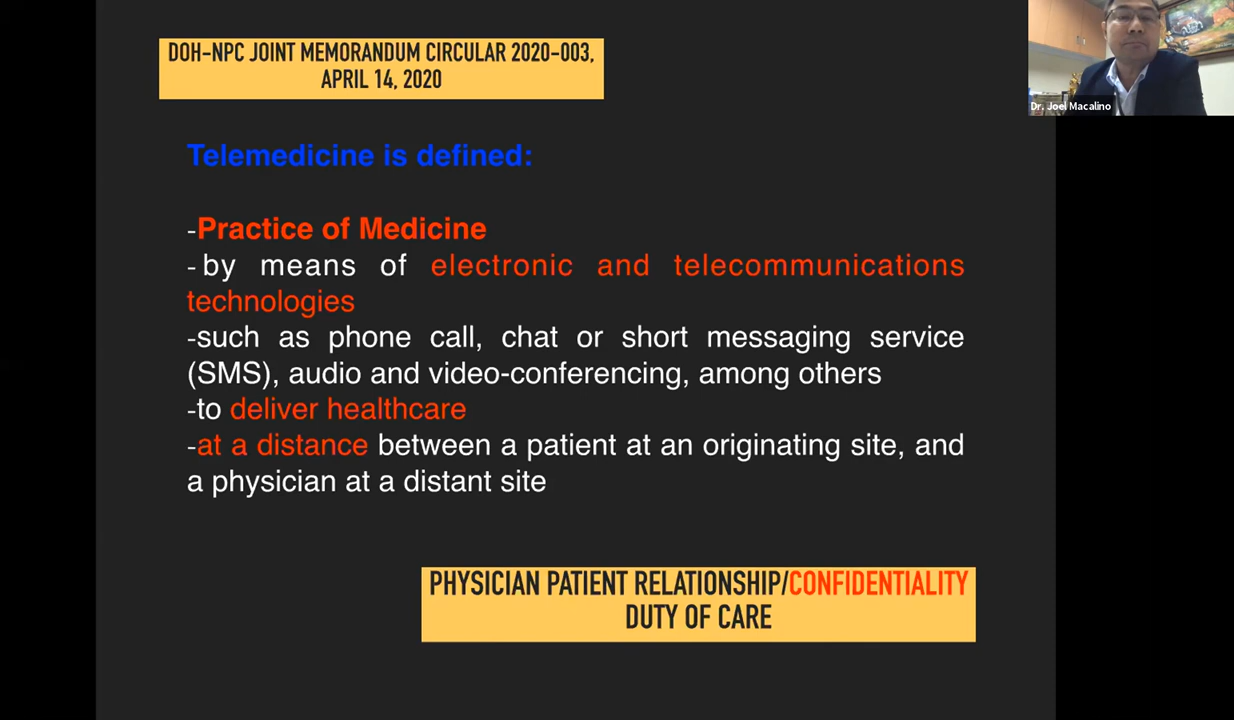 DOH-NPC JOINT MEMORANDUM CIRCULAR 2020-003,
APRIL 14, 2020
Dr. Joel Macalino
Telemedicine is defined:
-Practice of Medicine
- by means of electronic and telecommunications
technologies
-such as phone call, chat or short messaging service
(SMS), audio and video-conferencing, among others
-to deliver healthcare
-at a distance between a patient at an originating site, and
a physician at a distant site
PHYSICIAN PATIENT RELATIONSHIP/CONFIDENTIALITY
DUTY OF CARE